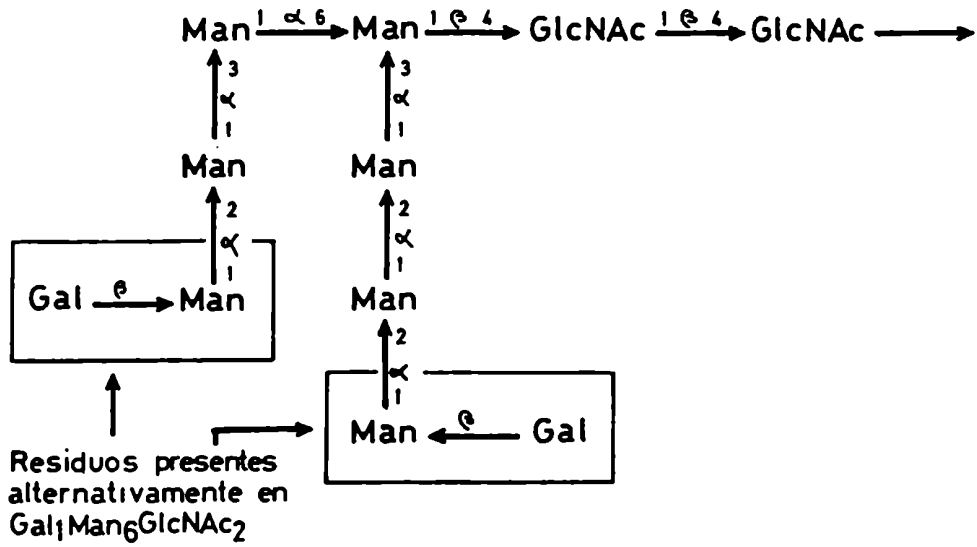 Man 1 α 6 Man 1 β 4 GlcNAc 1 β 4 GlcNAc
3 α 1
3 α 1
Man
Man
2 α 1
2 α 1
Gal β Man
Man
2 α 1
Man β Gal
Residuos presentes
alternativamente en
Gal₁Man₆GlcNAc₂